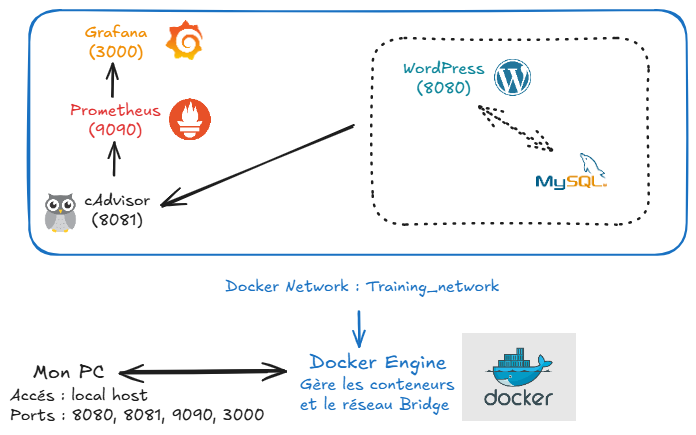 Grafana
(3000)
WordPress
(8080)
Prometheus
(9090)
MySQL
cAdvisor
(8081)
Docker Network : Training_network
Docker Engine
Gère les conteneurs
et le réseau Bridge
docker
Mon PC
Accés : local host
Ports : 8080, 8081, 9090, 3000